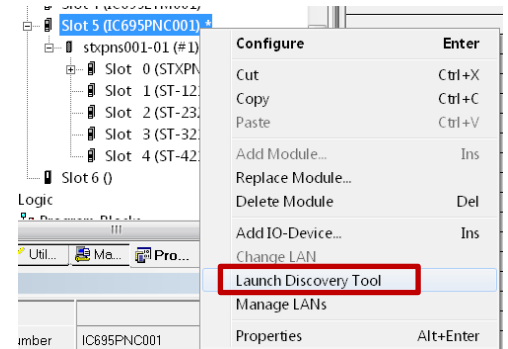 Slot 5 (IC695PNC001) *
stxpns001-01 (#1)
Slot 0 (STXPN
Slot 1 (ST-12
Slot 2 (ST-23
Slot 3 (ST-32
Slot 4 (ST-42
Slot 6 ()
Logic
Configure Enter
Cut Ctrl+X
Copy Ctrl+C
Paste Ctrl+V
Add Module... Ins
Replace Module...
Delete Module Del
Add IO-Device... Ins
Change LAN
Launch Discovery Tool
Manage LANs
Properties Alt+Enter
Util... Ma... Pro...
umber IC695PNC001